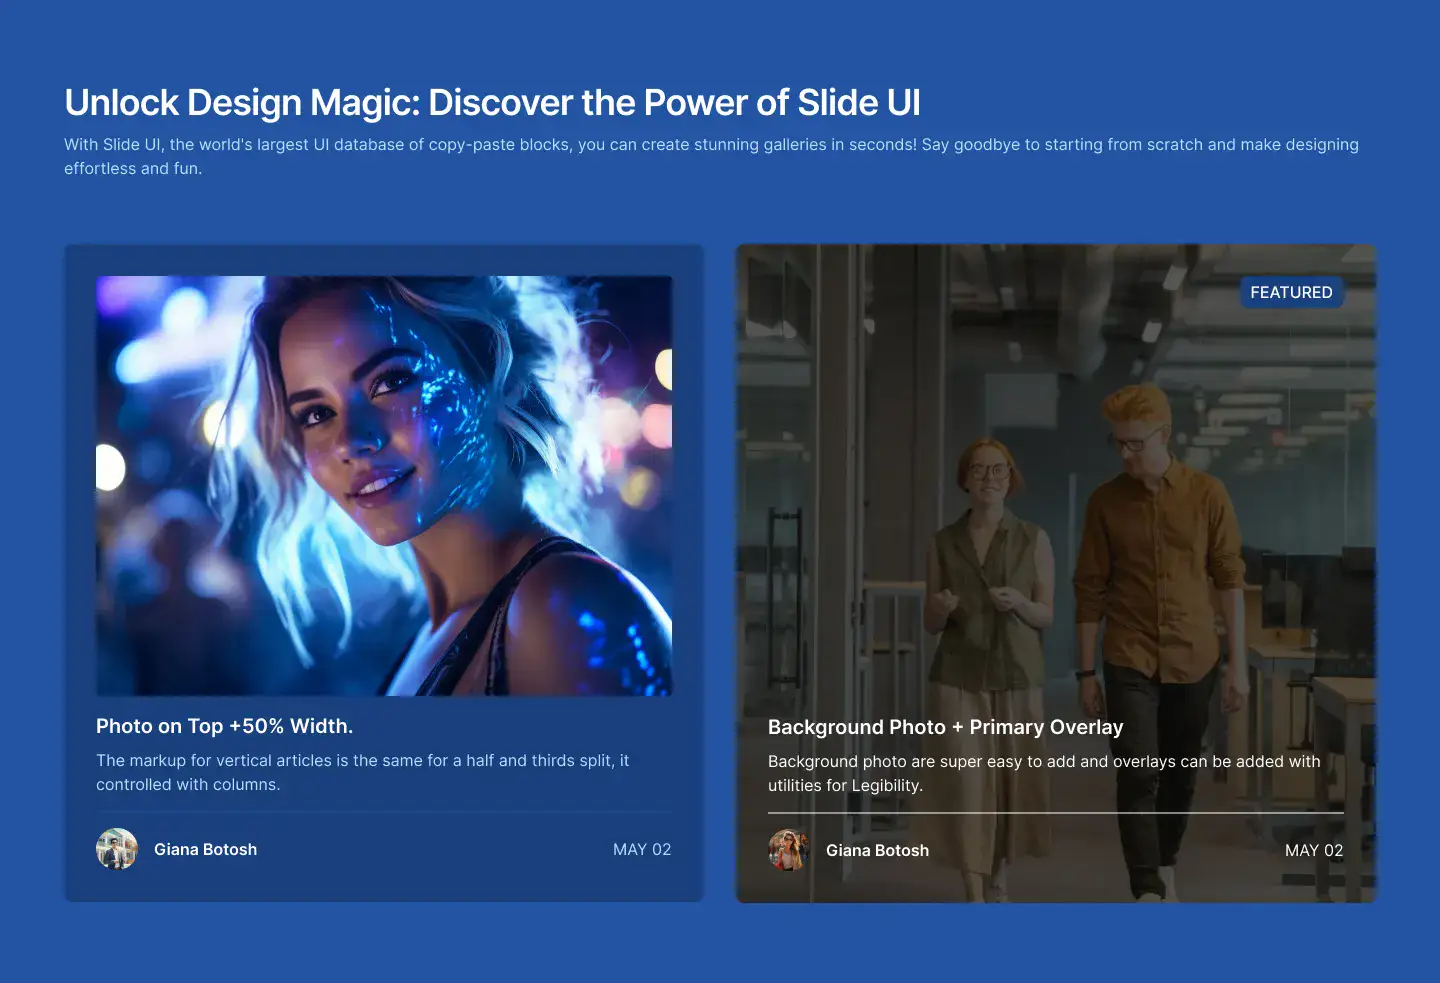 Unlock Design Magic: Discover the Power of Slide UI
With Slide UI, the world's largest UI database of copy-paste blocks, you can create stunning galleries in seconds! Say goodbye to starting from scratch and make designing
effortless and fun.
Photo on Top +50% Width.
The markup for vertical articles is the same for a half and thirds split, it
controlled with columns.
Giana Botosh
MAY 02
FEATURED
Background Photo + Primary Overlay
Background photo are super easy to add and overlays can be added with
utilities for Legibility.
Giana Botosh
MAY 02